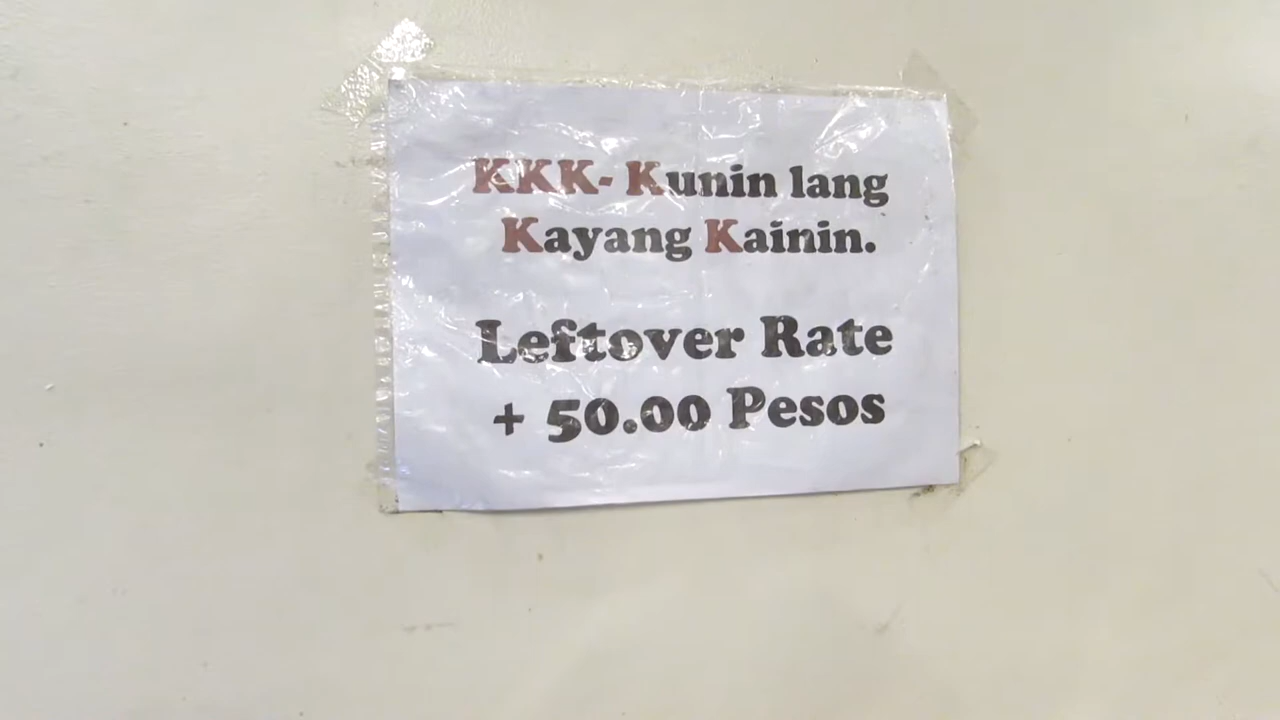 KKK- Kunin lang
Kayang Kainin.
Leftover Rate
+ 50.00 Pesos